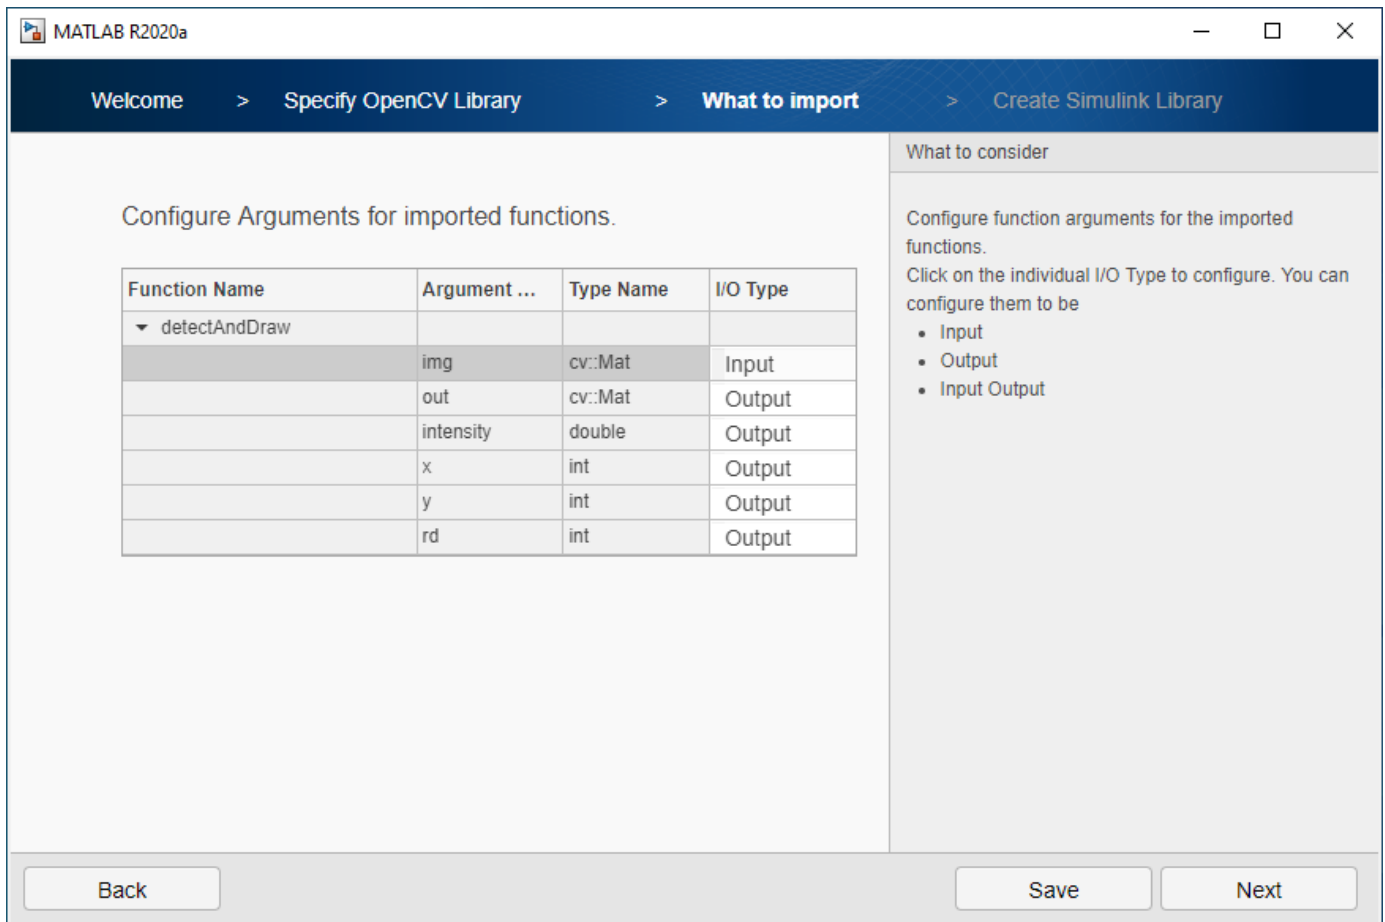 MATLAB R2020a
Welcome > Specify OpenCV Library > What to import > Create Simulink Library
Configure Arguments for imported functions.
Function Name Argument ... Type Name I/O Type
detectAndDraw
img cv::Mat Input
out cv::Mat Output
intensity double Output
x int Output
y int Output
rd int Output
What to consider
Configure function arguments for the imported
functions.
Click on the individual I/O Type to configure. You can
configure them to be
• Input
• Output
• Input Output
Back Save Next